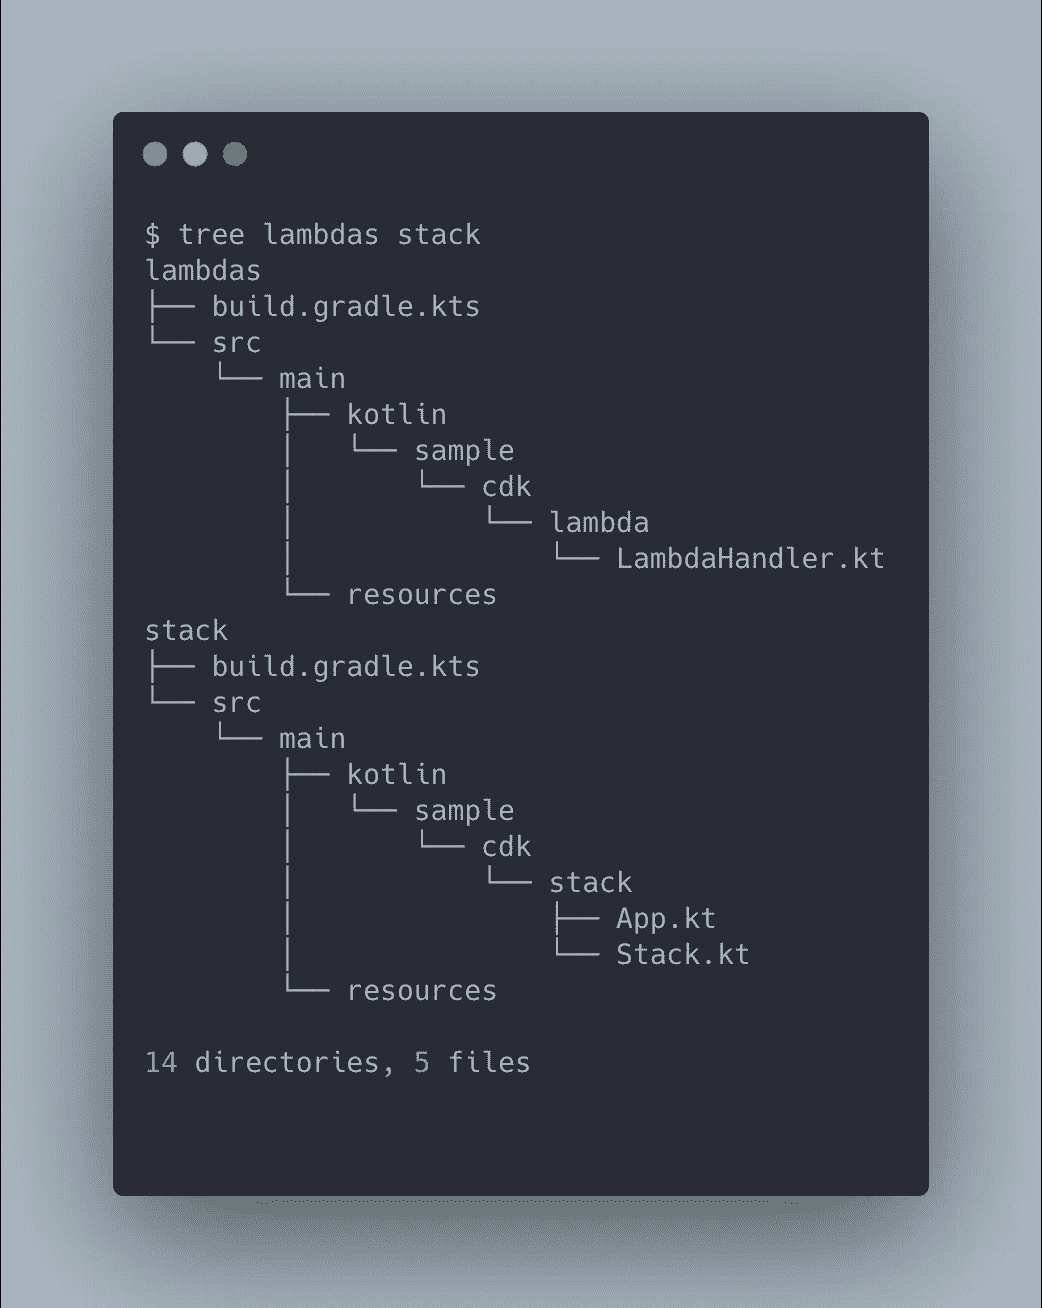 $ tree lambdas stack
lambdas
├── build.gradle.kts
└── src
    └── main
        ├── kotlin
        │   └── sample
        │       └── cdk
        │           └── lambda
        │               └── LambdaHandler.kt
        └── resources
stack
├── build.gradle.kts
└── src
    └── main
        ├── kotlin
        │   └── sample
        │       └── cdk
        │           └── stack
        │               ├── App.kt
        │               └── Stack.kt
        └── resources

14 directories, 5 files